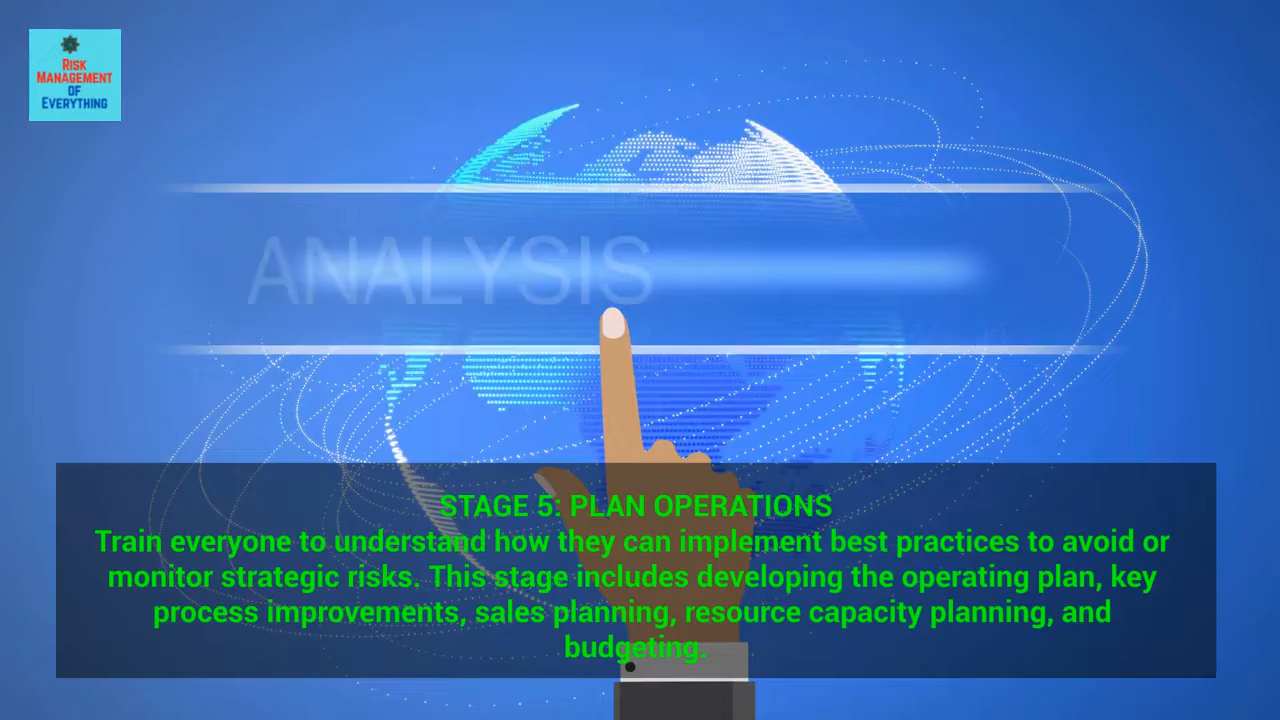 RISK
MANAGEMENT
OF
EVERYTHING
ANALYSIS
STAGE 5: PLAN OPERATIONS
Train everyone to understand how they can implement best practices to avoid or
monitor strategic risks. This stage includes developing the operating plan, key
process improvements, sales planning, resource capacity planning, and
budgeting.